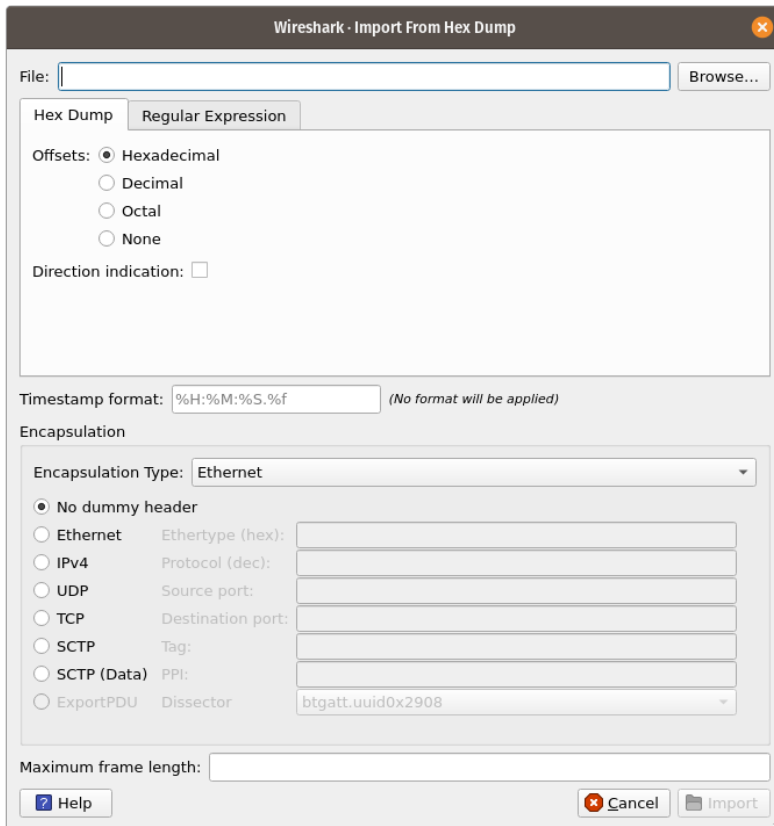 Wireshark · Import From Hex Dump
File: Browse...
Hex Dump Regular Expression
Offsets: Hexadecimal
Decimal
Octal
None
Direction indication:
Timestamp format: %H:%M:%S.%f (No format will be applied)
Encapsulation
Encapsulation Type: Ethernet
No dummy header
Ethernet Ethertype (hex):
IPv4 Protocol (dec):
UDP Source port:
TCP Destination port:
SCTP Tag:
SCTP (Data) PPI:
ExportPDU Dissector btgatt.uuid0x2908
Maximum frame length:
? Help Cancel Import